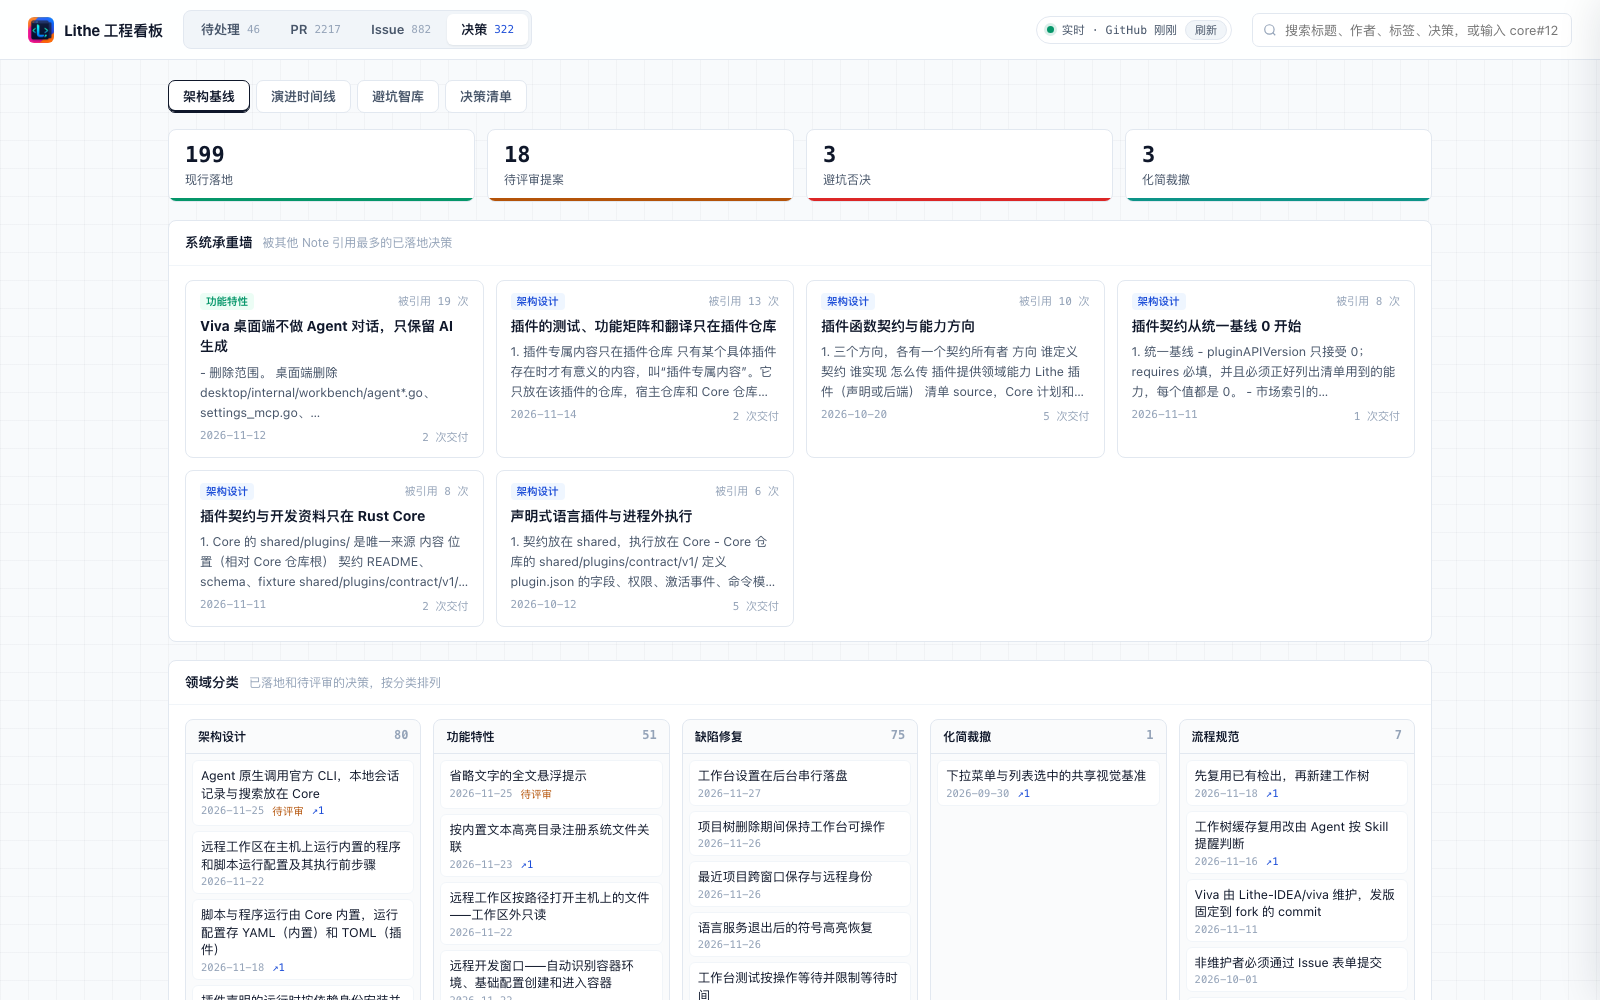 Lithe 工程看板
待处理 46
PR 2217
Issue 882
决策 322
实时 · GitHub 刚刚
刷新
搜索标题、作者、标签、决策，或输入 core#12
架构基线
演进时间线
避坑智库
决策清单
199
现行落地
18
待评审提案
3
避坑否决
3
化简裁撤
系统承重墙 被其他 Note 引用最多的已落地决策
功能特性 被引用 19 次
Viva 桌面端不做 Agent 对话，只保留 AI
生成
- 删除范围。 桌面端删除
desktop/internal/workbench/agent*.go、
settings_mcp.go、…
2026-11-12 2 次交付
架构设计 被引用 13 次
插件的测试、功能矩阵和翻译只在插件仓库
1. 插件专属内容只在插件仓库 只有某个具体插件
存在时才有意义的内容，叫“插件专属内容”。它
只放在该插件的仓库，宿主仓库和 Core 仓库…
2026-11-14 2 次交付
架构设计 被引用 10 次
插件函数契约与能力方向
1. 三个方向，各有一个契约所有者 方向 谁定义
契约 谁实现 怎么传 插件提供领域能力 Lithe 插
件（声明或后端） 清单 source，Core 计划和…
2026-10-20 5 次交付
架构设计 被引用 8 次
插件契约从统一基线 0 开始
1. 统一基线 - pluginAPIVersion 只接受 0；
requires 必填，并且必须正好列出清单用到的能
力，每个值都是 0。 - 市场索引的…
2026-11-11 1 次交付
架构设计 被引用 8 次
插件契约与开发资料只在 Rust Core
1. Core 的 shared/plugins/ 是唯一来源 内容 位
置（相对 Core 仓库根） 契约 README、
schema、fixture shared/plugins/contract/v1/…
2026-11-11 2 次交付
架构设计 被引用 6 次
声明式语言插件与进程外执行
1. 契约放在 shared，执行放在 Core - Core 仓
库的 shared/plugins/contract/v1/ 定义
plugin.json 的字段、权限、激活事件、命令模…
2026-10-12 5 次交付
领域分类 已落地和待评审的决策，按分类排列
架构设计 80
Agent 原生调用官方 CLI，本地会话
记录与搜索放在 Core
2026-11-25 待评审 ↗1
远程工作区在主机上运行内置的程序
和脚本运行配置及其执行前步骤
2026-11-22
脚本与程序运行由 Core 内置，运行
配置存 YAML（内置）和 TOML（插
件）
2026-11-18 ↗1
插件声明的运行时按依赖身份安装并
功能特性 51
省略文字的全文悬浮提示
2026-11-25 待评审
按内置文本高亮目录注册系统文件关
联
2026-11-23 ↗1
远程工作区按路径打开主机上的文件
——工作区外只读
2026-11-22
远程开发窗口——自动识别容器环
境、基础配置创建和进入容器
2026-11-22
缺陷修复 75
工作台设置在后台串行落盘
2026-11-27
项目树删除期间保持工作台可操作
2026-11-26
最近项目跨窗口保存与远程身份
2026-11-26
语言服务退出后的符号高亮恢复
2026-11-26
工作台测试按操作等待并限制等待时
间
化简裁撤 1
下拉菜单与列表选中的共享视觉基准
2026-09-30 ↗1
流程规范 7
先复用已有检出，再新建工作树
2026-11-18 ↗1
工作树缓存复用改由 Agent 按 Skill
提醒判断
2026-11-16 ↗1
Viva 由 Lithe-IDEA/viva 维护，发版
固定到 fork 的 commit
2026-11-11
非维护者必须通过 Issue 表单提交
2026-10-01